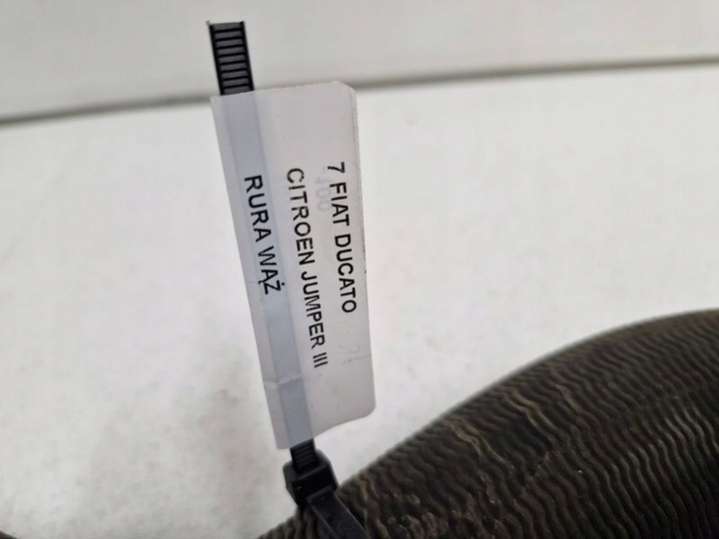 7 FIAT DUCATO
CITROEN JUMPER III
RURA WĄŻ